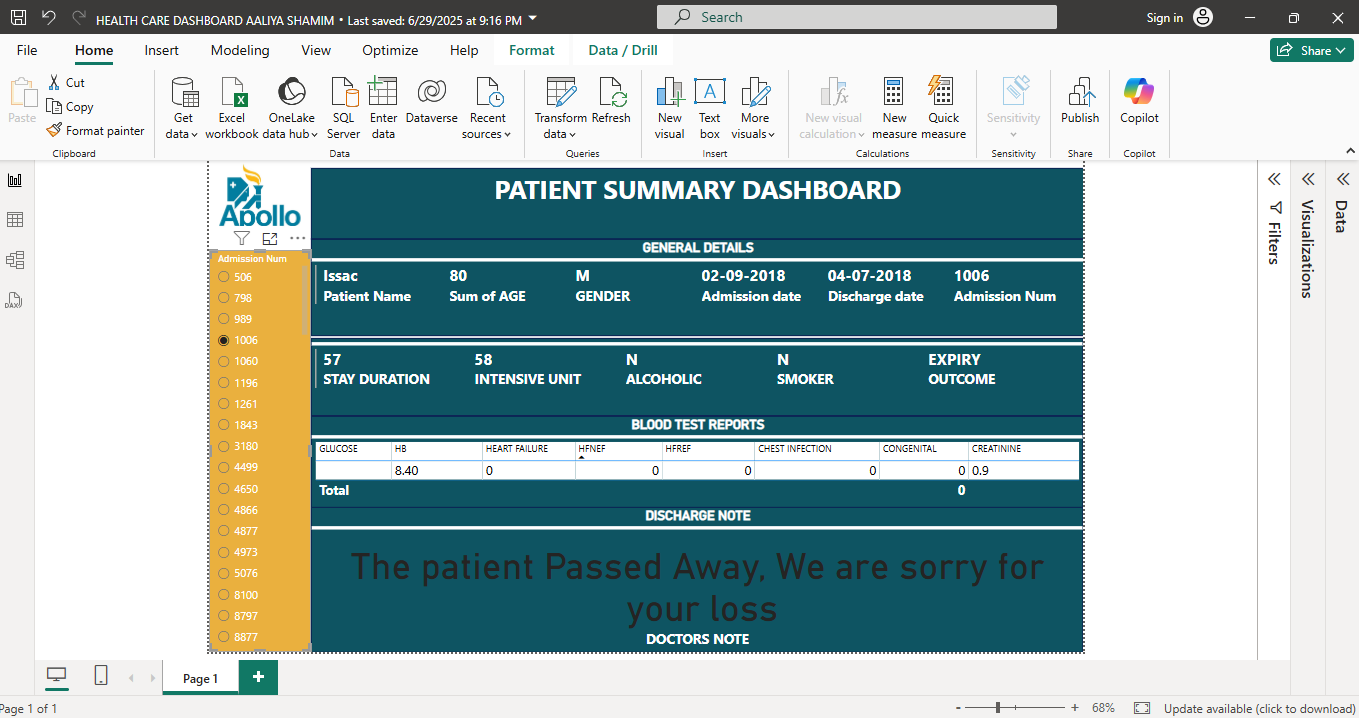 HEALTH CARE DASHBOARD AALIYA SHAMIM • Last saved: 6/29/2025 at 9:16 PM
Search
Sign in
File Home Insert Modeling View Optimize Help Format Data / Drill
Share
Paste
Cut
Copy
Format painter
Clipboard
Get data
Excel workbook
OneLake data hub
SQL Server
Enter data
Dataverse
Recent sources
Data
Transform data
Refresh
Queries
New visual
Text box
More visuals
Insert
New visual calculation
New measure
Quick measure
Calculations
Sensitivity
Sensitivity
Publish
Share
Copilot
Copilot
Apollo
PATIENT SUMMARY DASHBOARD
GENERAL DETAILS
Issac 80 M 02-09-2018 04-07-2018 1006
Patient Name Sum of AGE GENDER Admission date Discharge date Admission Num
57 58 N N EXPIRY
STAY DURATION INTENSIVE UNIT ALCOHOLIC SMOKER OUTCOME
BLOOD TEST REPORTS
GLUCOSE HB HEART FAILURE HFNEF HFREF CHEST INFECTION CONGENITAL CREATININE
8.40 0 0 0 0 0 0.9
Total 0
DISCHARGE NOTE
The patient Passed Away, We are sorry for
your loss
DOCTORS NOTE
Admission Num
506
798
989
1006
1060
1196
1261
1843
3180
4499
4650
4866
4877
4973
5076
8100
8797
8877
Filters
Visualizations
Data
Page 1
Page 1 of 1
- + 68%
Update available (click to download)